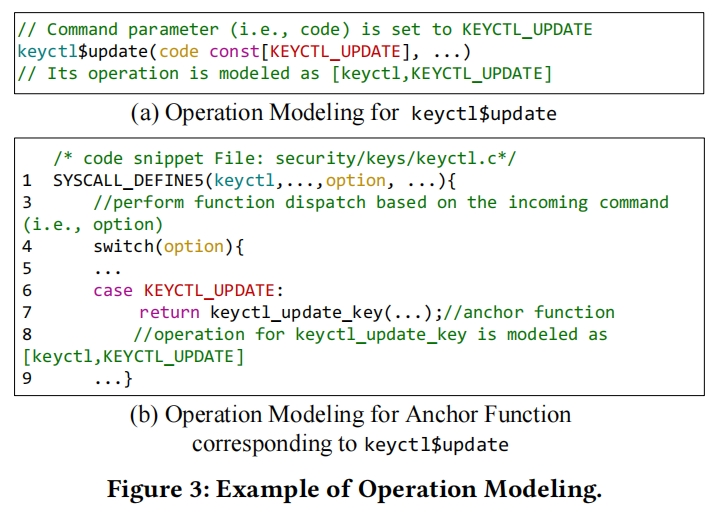 // Command parameter (i.e., code) is set to KEYCTL_UPDATE
keyctl$update(code const[KEYCTL_UPDATE], ...)
// Its operation is modeled as [keyctl,KEYCTL_UPDATE]
(a) Operation Modeling for keyctl$update
/* code snippet File: security/keys/keyctl.c*/
1 SYSCALL_DEFINE5(keyctl,...,option, ...){
3 //perform function dispatch based on the incoming command
(i.e., option)
4 switch(option){
5 ...
6 case KEYCTL_UPDATE:
7 return keyctl_update_key(...);//anchor function
8 //operation for keyctl_update_key is modeled as
[keyctl,KEYCTL_UPDATE]
9 ...}
(b) Operation Modeling for Anchor Function
corresponding to keyctl$update
Figure 3: Example of Operation Modeling.